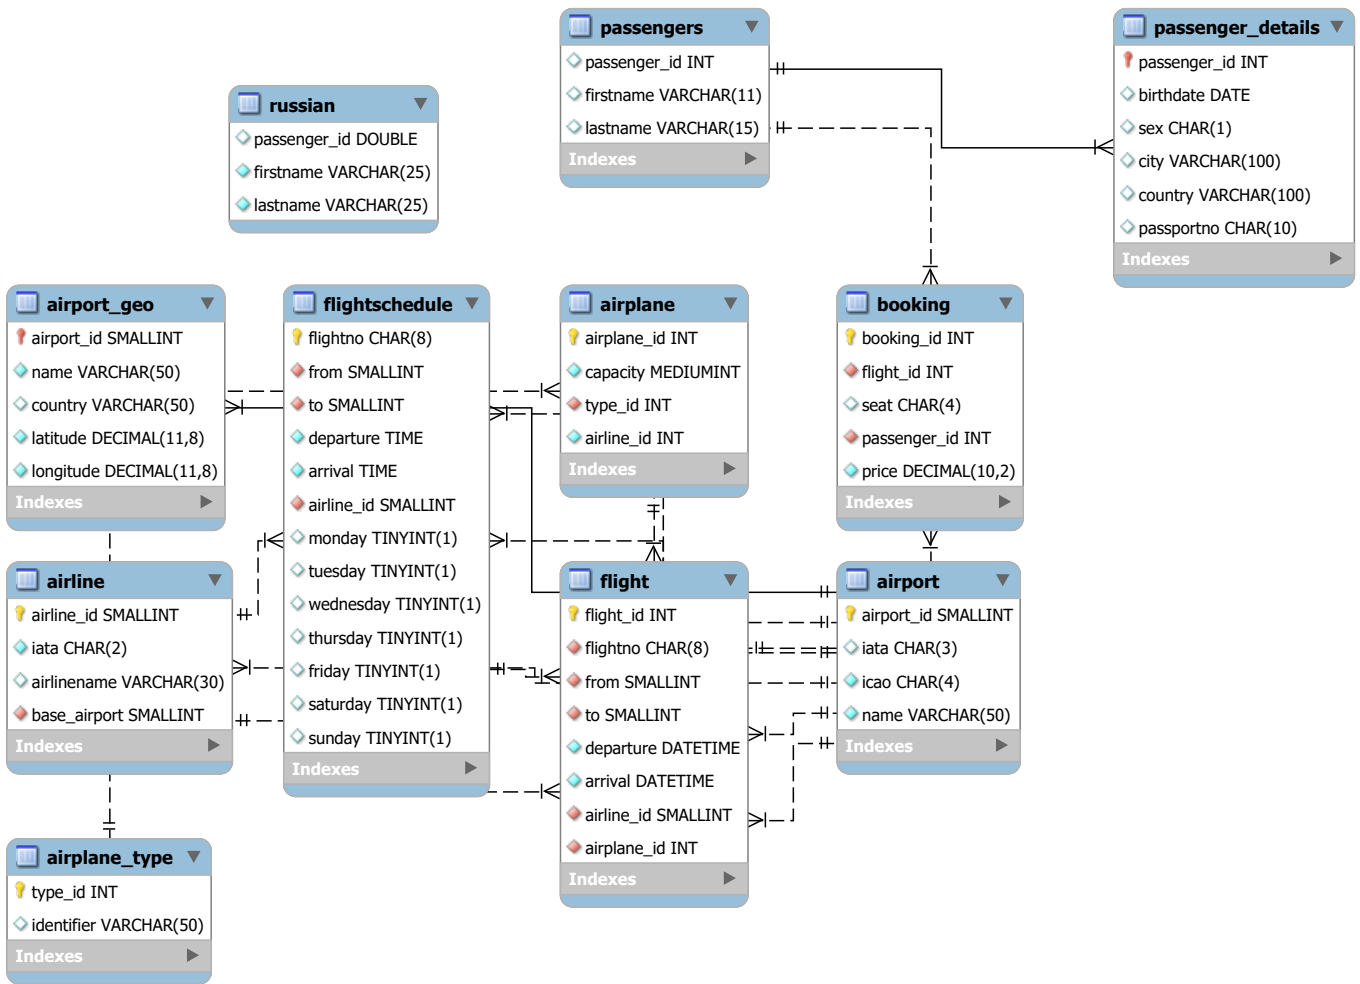 passengers
passenger_id INT
firstname VARCHAR(11)
lastname VARCHAR(15)
Indexes
passenger_details
passenger_id INT
birthdate DATE
sex CHAR(1)
city VARCHAR(100)
country VARCHAR(100)
passportno CHAR(10)
Indexes
russian
passenger_id DOUBLE
firstname VARCHAR(25)
lastname VARCHAR(25)
airport_geo
airport_id SMALLINT
name VARCHAR(50)
country VARCHAR(50)
latitude DECIMAL(11,8)
longitude DECIMAL(11,8)
Indexes
flightschedule
flightno CHAR(8)
from SMALLINT
to SMALLINT
departure TIME
arrival TIME
airline_id SMALLINT
monday TINYINT(1)
tuesday TINYINT(1)
wednesday TINYINT(1)
thursday TINYINT(1)
friday TINYINT(1)
saturday TINYINT(1)
sunday TINYINT(1)
Indexes
airplane
airplane_id INT
capacity MEDIUMINT
type_id INT
airline_id INT
Indexes
booking
booking_id INT
flight_id INT
seat CHAR(4)
passenger_id INT
price DECIMAL(10,2)
Indexes
airline
airline_id SMALLINT
iata CHAR(2)
airlinename VARCHAR(30)
base_airport SMALLINT
Indexes
flight
flight_id INT
flightno CHAR(8)
from SMALLINT
to SMALLINT
departure DATETIME
arrival DATETIME
airline_id SMALLINT
airplane_id INT
Indexes
airport
airport_id SMALLINT
iata CHAR(3)
icao CHAR(4)
name VARCHAR(50)
Indexes
airplane_type
type_id INT
identifier VARCHAR(50)
Indexes